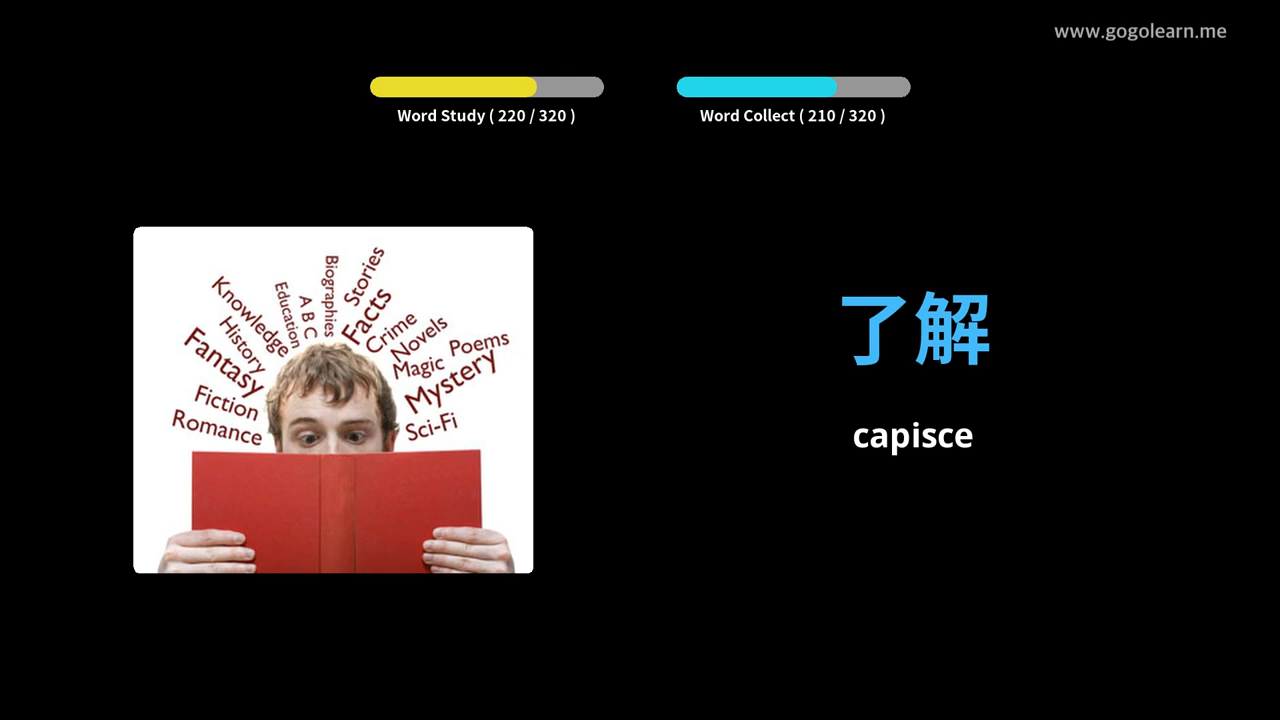 www.gogolearn.me
Word Study ( 220 / 320 )
Word Collect ( 210 / 320 )
Biographies
Stories
Education
A B C
Facts
Knowledge
Crime
History
Novels
Fantasy
Magic
Poems
Mystery
Fiction
Romance
Sci-Fi
了解
capisce